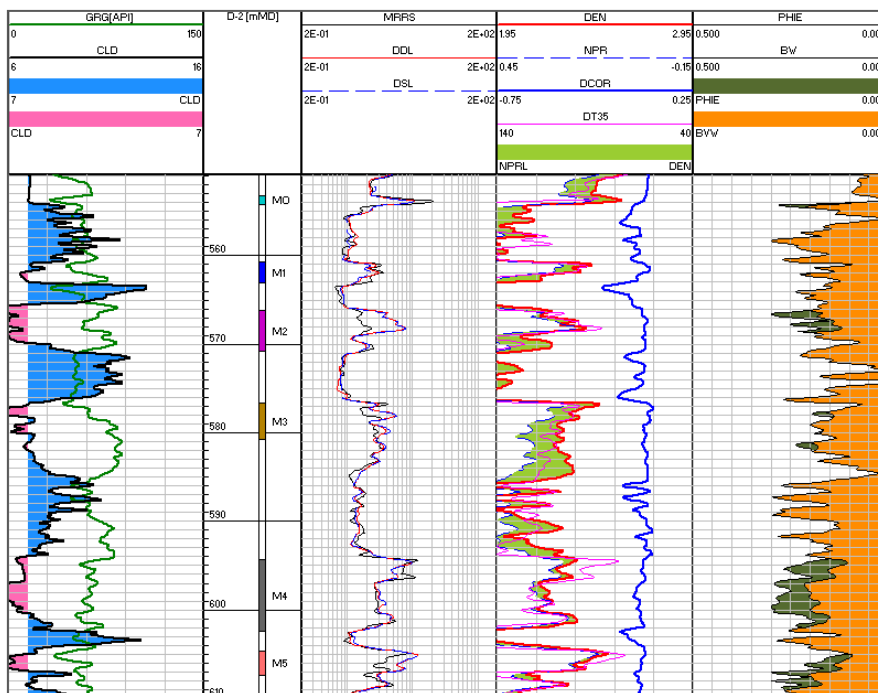 GRG[API]
0 150
CLD
6 16
7 CLD
CLD 7
D-2 [mMD]
MRRS
2E-01 2E+02
DDL
2E-01 2E+02
DSL
2E-01 2E+02
DEN
1.95 2.95
NPR
0.45 -0.15
DCOR
-0.75 0.25
DT35
140 40
NPRL DEN
PHIE
0.500 0.00
BW
0.500 0.00
PHIE 0.00
BVW 0.00
M0
560
M1
M2
570
M3
580
590
M4
600
M5
610